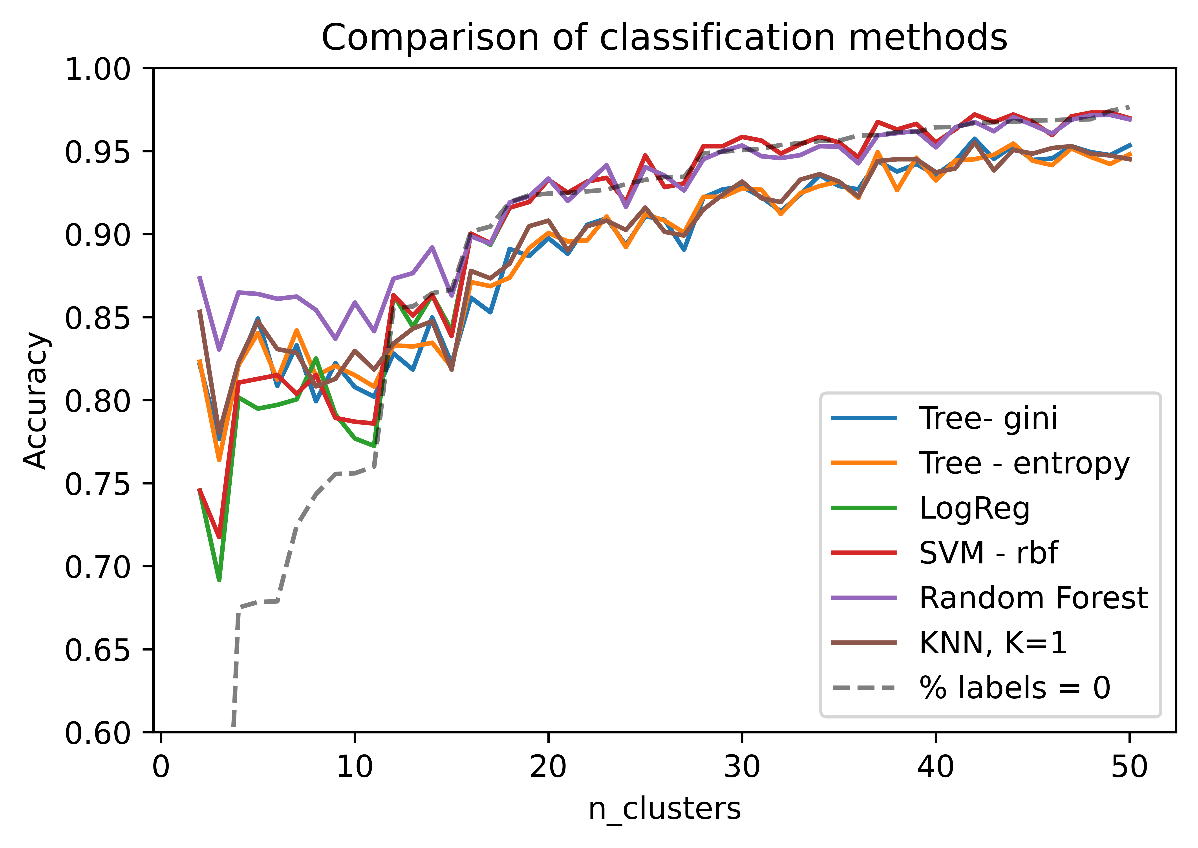 Comparison of classification methods
1.00
0.95
0.90
0.85
0.80
0.75
0.70
0.65
0.60
Accuracy
0
10
20
30
40
50
n_clusters
Tree- gini
Tree - entropy
LogReg
SVM - rbf
Random Forest
KNN, K=1
% labels = 0